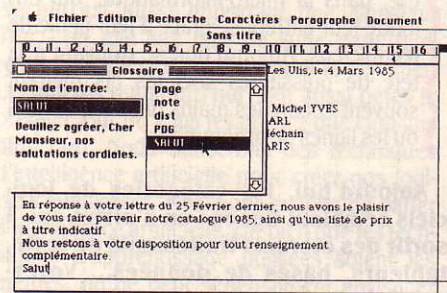 Fichier Edition Recherche Caractères Paragraphe Document
Sans titre
0 1 2 3 4 5 6 7 8 9 10 11 12 13 14 15 16
Glossaire
Les Ulis, le 4 Mars 1985
Nom de l'entrée:
SALUT
Veuillez agréer, Cher
Monsieur, nos
salutations cordiales.
page
note
dist
PDG
SALUT
Michel YVES
ARL
échain
ARIS
En réponse à votre lettre du 25 Février dernier, nous avons le plaisir
de vous faire parvenir notre catalogue 1985, ainsi qu'une liste de prix
à titre indicatif.
Nous restons à votre disposition pour tout renseignement
complémentaire.
Salut